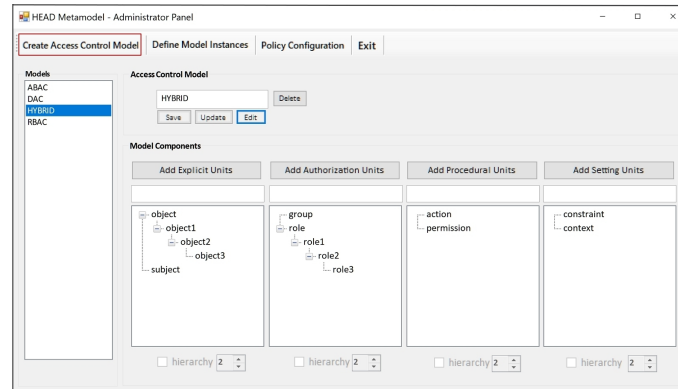 HEAD Metamodel - Administrator Panel
Create Access Control Model Define Model Instances Policy Configuration Exit
Models
ABAC
DAC
HYBRID
RBAC
Access Control Model
HYBRID Delete
Save Update Edit
Model Components
Add Explicit Units Add Authorization Units Add Procedural Units Add Setting Units
object group action constraint
object1 role permission context
object2 role1
object3 role2
subject role3
hierarchy 2 hierarchy 2 hierarchy 2 hierarchy 2